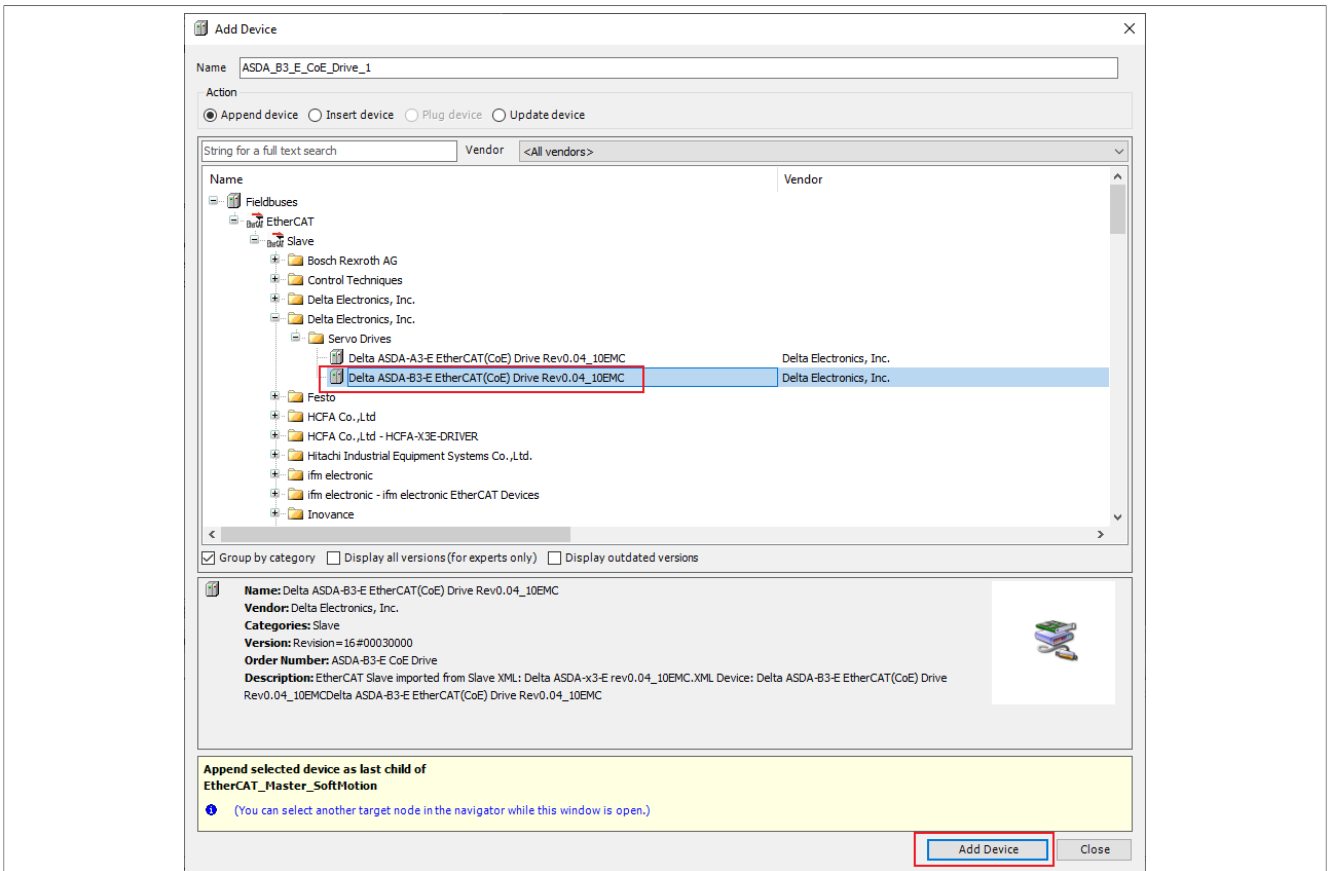 Add Device
Name ASDA_B3_E_CoE_Drive_1
Action
Append device Insert device Plug device Update device
String for a full text search Vendor <All vendors>
Name Vendor
Fieldbuses
EtherCAT
Slave
Bosch Rexroth AG
Control Techniques
Delta Electronics, Inc.
Delta Electronics, Inc.
Servo Drives
Delta ASDA-A3-E EtherCAT(CoE) Drive Rev0.04_10EMC Delta Electronics, Inc.
Delta ASDA-B3-E EtherCAT(CoE) Drive Rev0.04_10EMC Delta Electronics, Inc.
Festo
HCFA Co.,Ltd
HCFA Co.,Ltd - HCFA-X3E-DRIVER
Hitachi Industrial Equipment Systems Co.,Ltd.
ifm electronic
ifm electronic - ifm electronic EtherCAT Devices
Inovance
Group by category Display all versions(for experts only) Display outdated versions
Name: Delta ASDA-B3-E EtherCAT(CoE) Drive Rev0.04_10EMC
Vendor: Delta Electronics, Inc.
Categories: Slave
Version: Revision=16#00030000
Order Number: ASDA-B3-E CoE Drive
Description: EtherCAT Slave imported from Slave XML: Delta ASDA-x3-E rev0.04_10EMC.XML Device: Delta ASDA-B3-E EtherCAT(CoE) Drive
Rev0.04_10EMCDelta ASDA-B3-E EtherCAT(CoE) Drive Rev0.04_10EMC
Append selected device as last child of
EtherCAT_Master_SoftMotion
(You can select another target node in the navigator while this window is open.)
Add Device Close